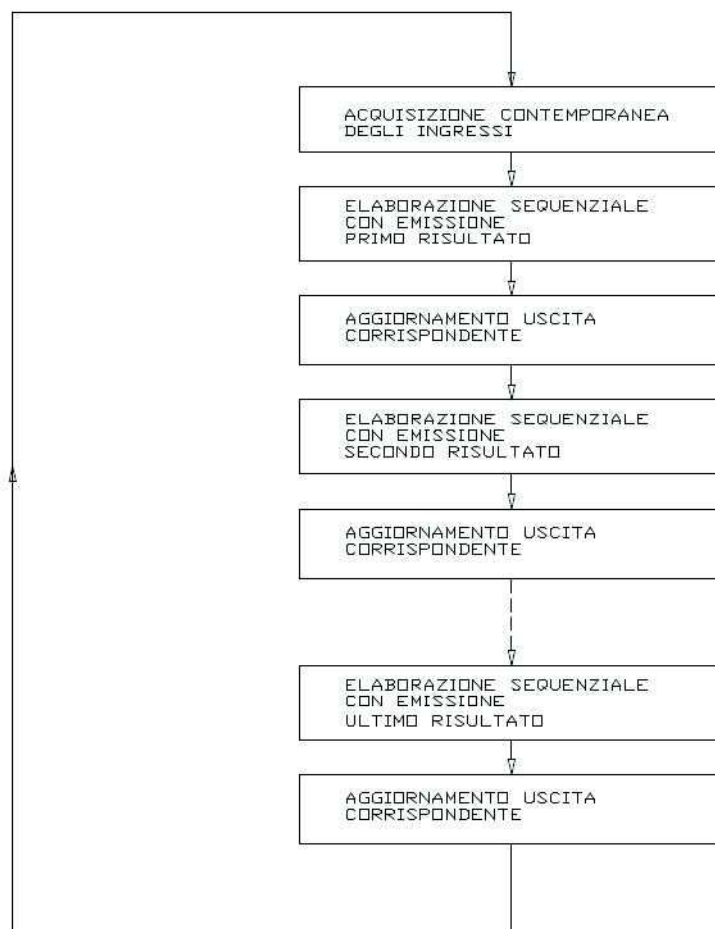 ACQUISIZIONE CONTEMPORANEA
DEGLI INGRESSI
ELABORAZIONE SEQUENZIALE
CON EMISSIONE
PRIMO RISULTATO
AGGIORNAMENTO USCITA
CORRISPONDENTE
ELABORAZIONE SEQUENZIALE
CON EMISSIONE
SECONDO RISULTATO
AGGIORNAMENTO USCITA
CORRISPONDENTE
ELABORAZIONE SEQUENZIALE
CON EMISSIONE
ULTIMO RISULTATO
AGGIORNAMENTO USCITA
CORRISPONDENTE